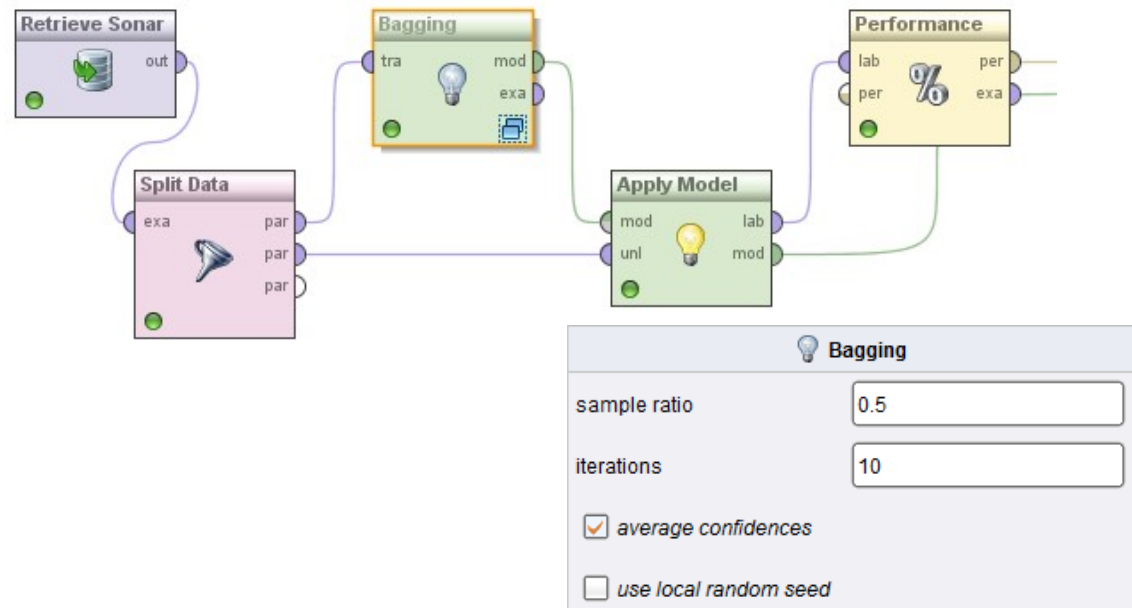 Retrieve Sonar
out
Bagging
tra
mod
exa
Performance
lab
per
per
exa
Split Data
exa
par
par
par
Apply Model
mod
lab
unl
mod
Bagging
sample ratio
0.5
iterations
10
average confidences
use local random seed